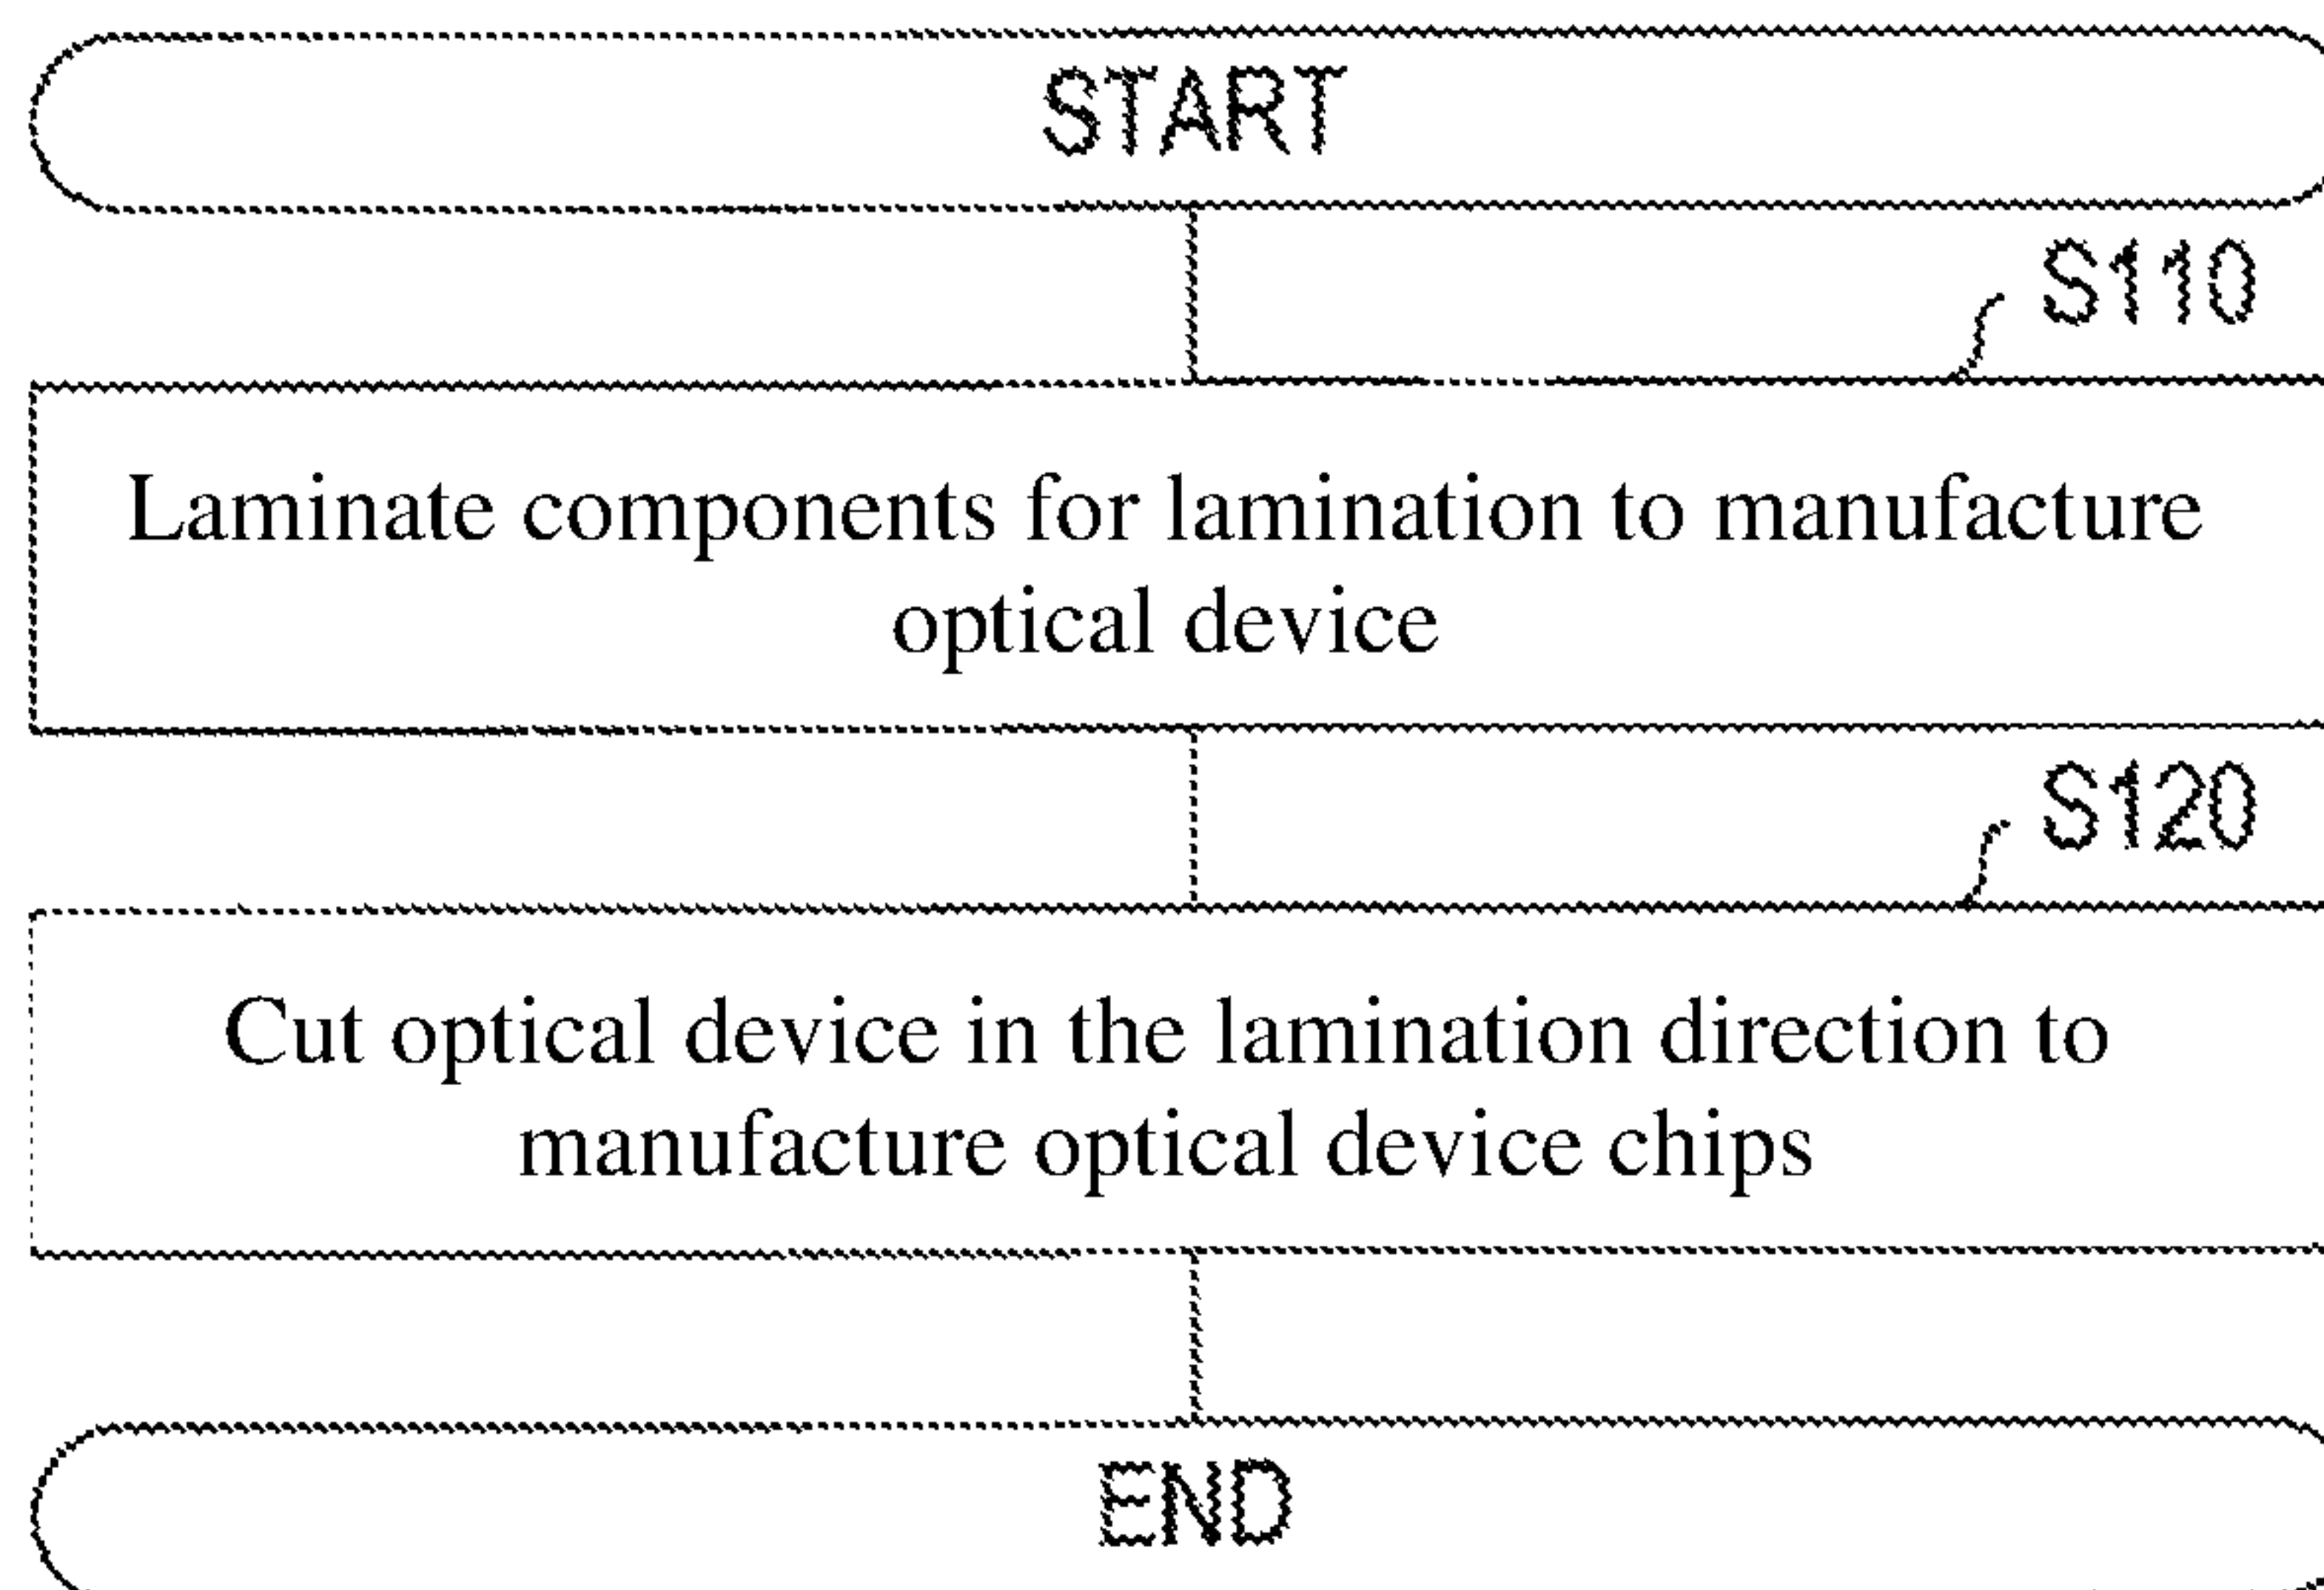 START
S110
Laminate components for lamination to manufacture
optical device
S120
Cut optical device in the lamination direction to
manufacture optical device chips
END